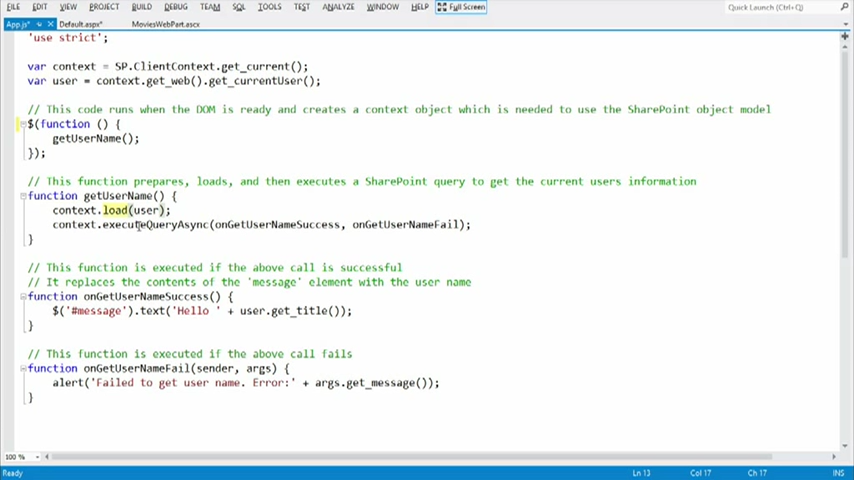 FILE EDIT VIEW PROJECT BUILD DEBUG TEAM SQL TOOLS TEST ANALYZE WINDOW HELP Full Screen Quick Launch (Ctrl+Q)
App.js* Default.aspx* MoviesWebPart.ascx
'use strict';
var context = SP.ClientContext.get_current();
var user = context.get_web().get_currentUser();
// This code runs when the DOM is ready and creates a context object which is needed to use the SharePoint object model
$(function () {
getUserName();
});
// This function prepares, loads, and then executes a SharePoint query to get the current users information
function getUserName() {
context.load(user);
context.executeQueryAsync(onGetUserNameSuccess, onGetUserNameFail);
}
// This function is executed if the above call is successful
// It replaces the contents of the 'message' element with the user name
function onGetUserNameSuccess() {
$('#message').text('Hello ' + user.get_title());
}
// This function is executed if the above call fails
function onGetUserNameFail(sender, args) {
alert('Failed to get user name. Error:' + args.get_message());
}
100 %
Ready Ln 13 Col 17 Ch 17 INS